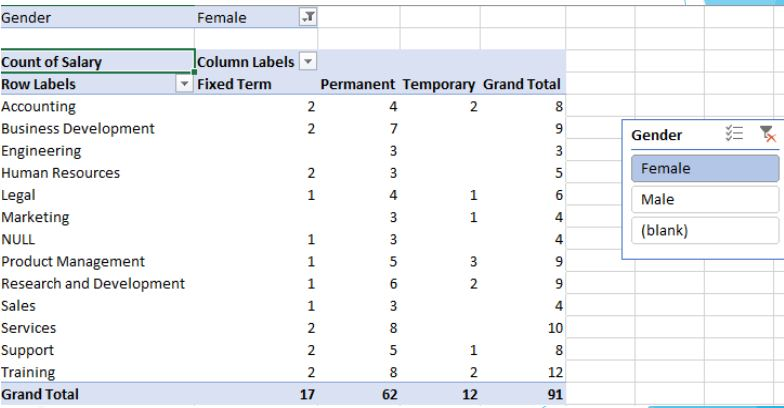 Gender Female
Count of Salary Column Labels
Row Labels Fixed Term Permanent Temporary Grand Total
Accounting 2 4 2 8
Business Development 2 7 9
Engineering 3 3
Human Resources 2 3 5
Legal 1 4 1 6
Marketing 3 1 4
NULL 1 3 4
Product Management 1 5 3 9
Research and Development 1 6 2 9
Sales 1 3 4
Services 2 8 10
Support 2 5 1 8
Training 2 8 2 12
Grand Total 17 62 12 91
Gender
Female
Male
(blank)